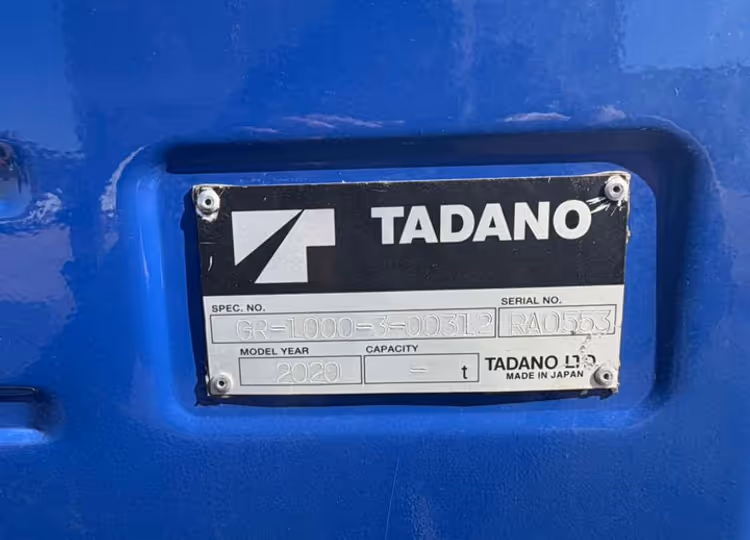 TADANO
SPEC. NO. SERIAL NO.
GR-1000-3-00312 RA0553
MODEL YEAR CAPACITY
2020 - t TADANO LTD.
MADE IN JAPAN